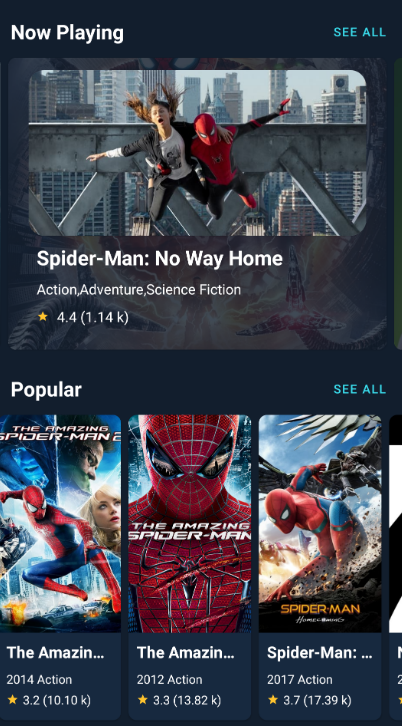 Now Playing
SEE ALL
Spider-Man: No Way Home
Action,Adventure,Science Fiction
4.4 (1.14 k)
Popular
SEE ALL
THE AMAZING
SPIDER-MAN 2
THE AMAZING
SPIDER-MAN
SPIDER-MAN
HOMECOMING
The Amazin...
2014 Action
3.2 (10.10 k)
The Amazin...
2012 Action
3.3 (13.82 k)
Spider-Man: ...
2017 Action
3.7 (17.39 k)